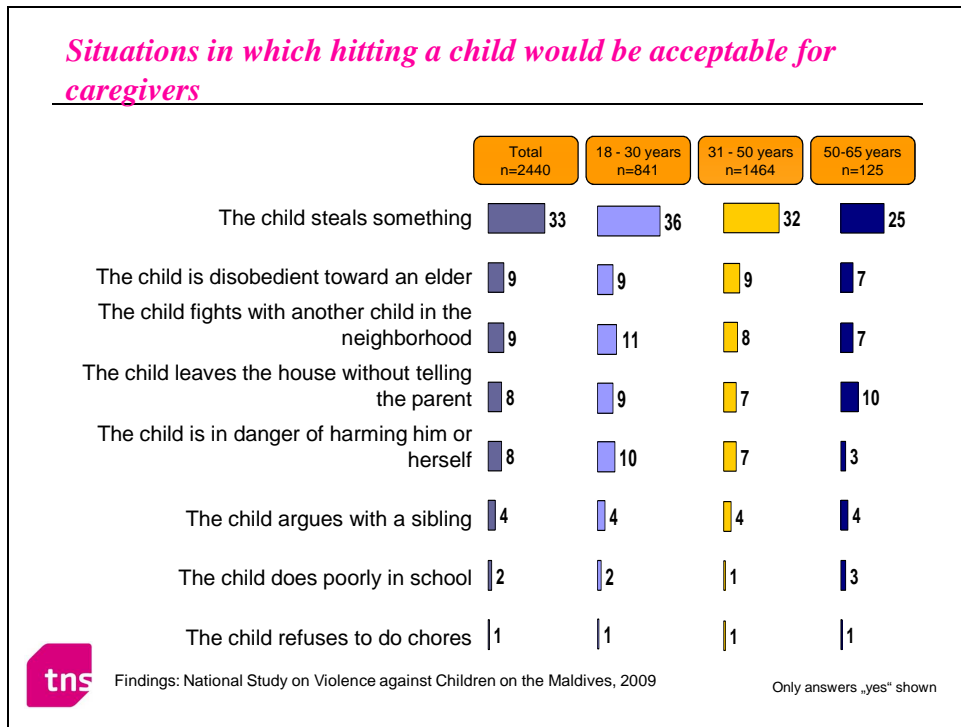 Situations in which hitting a child would be acceptable for
caregivers
Total
n=2440
18 - 30 years
n=841
31 - 50 years
n=1464
50-65 years
n=125
The child steals something 33 36 32 25
The child is disobedient toward an elder 9 9 9 7
The child fights with another child in the
neighborhood 9 11 8 7
The child leaves the house without telling
the parent 8 9 7 10
The child is in danger of harming him or
herself 8 10 7 3
The child argues with a sibling 4 4 4 4
The child does poorly in school 2 2 1 3
The child refuses to do chores 1 1 1 1
tns
Findings: National Study on Violence against Children on the Maldives, 2009
Only answers „yes“ shown